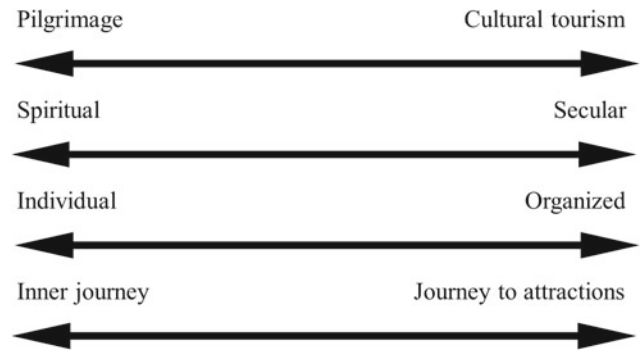 Pilgrimage Cultural tourism
Spiritual Secular
Individual Organized
Inner journey Journey to attractions